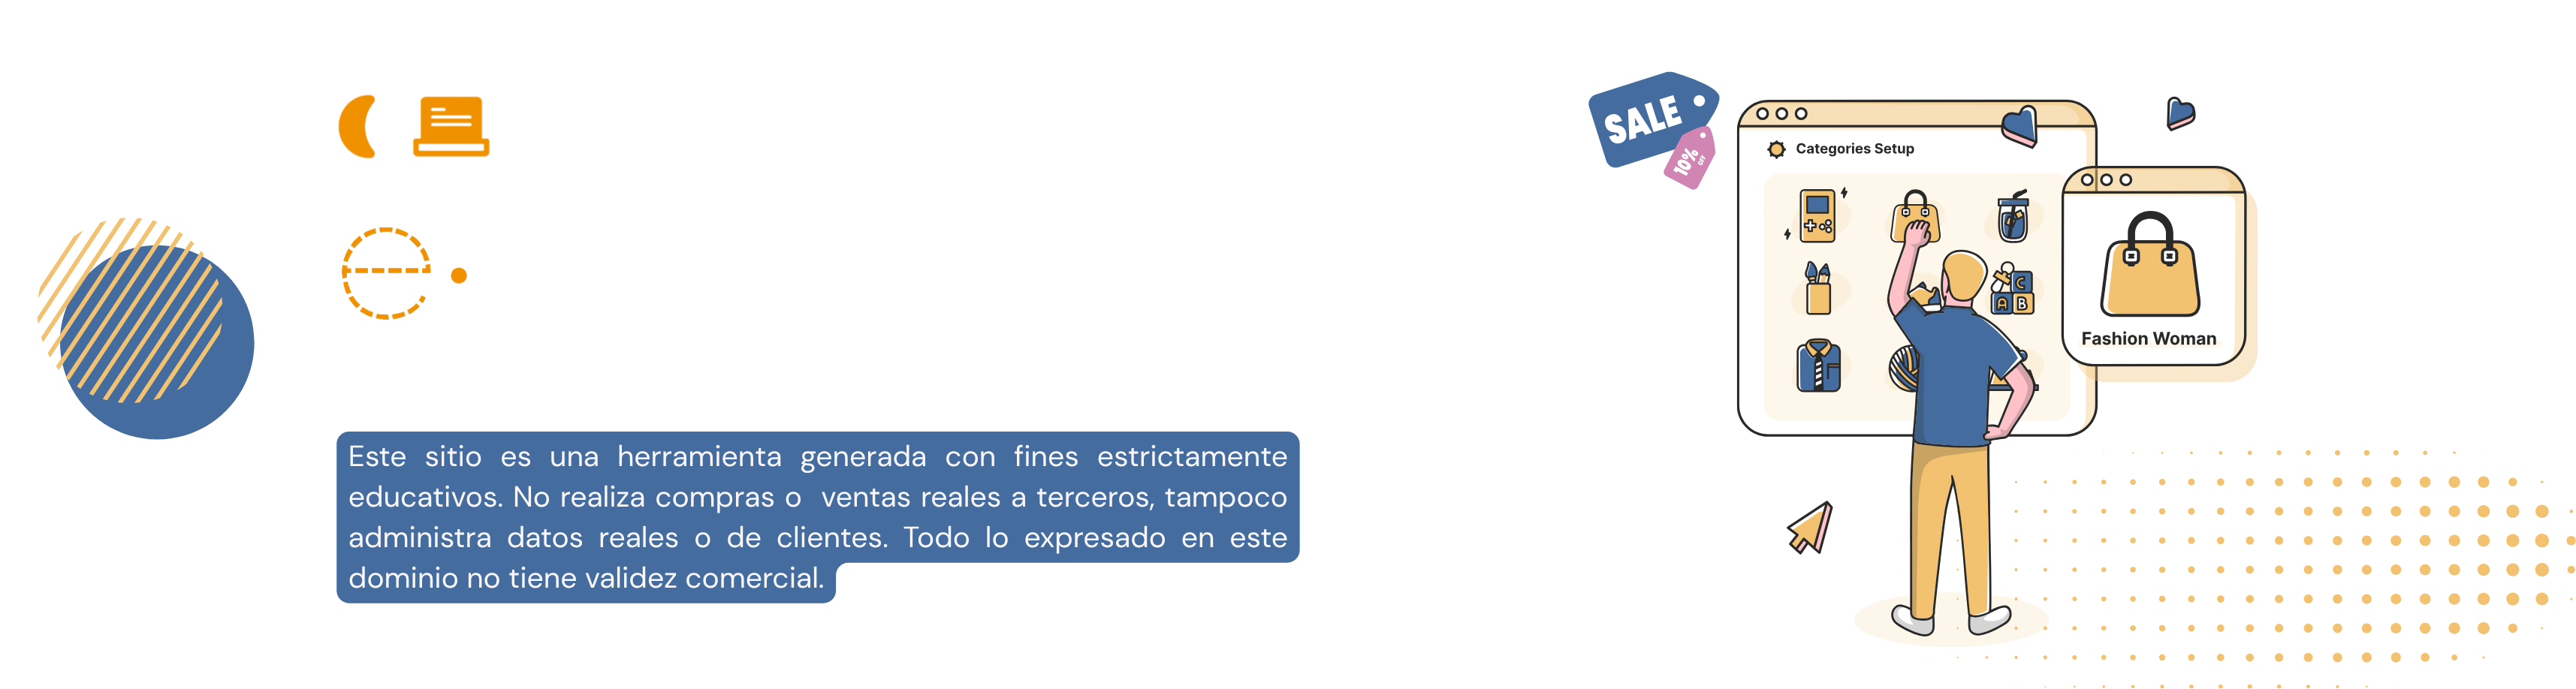 SALE
10%
OFF
Categories Setup
C
A B
Fashion Woman
Este sitio es una herramienta generada con fines estrictamente
educativos. No realiza compras o ventas reales a terceros, tampoco
administra datos reales o de clientes. Todo lo expresado en este
dominio no tiene validez comercial.